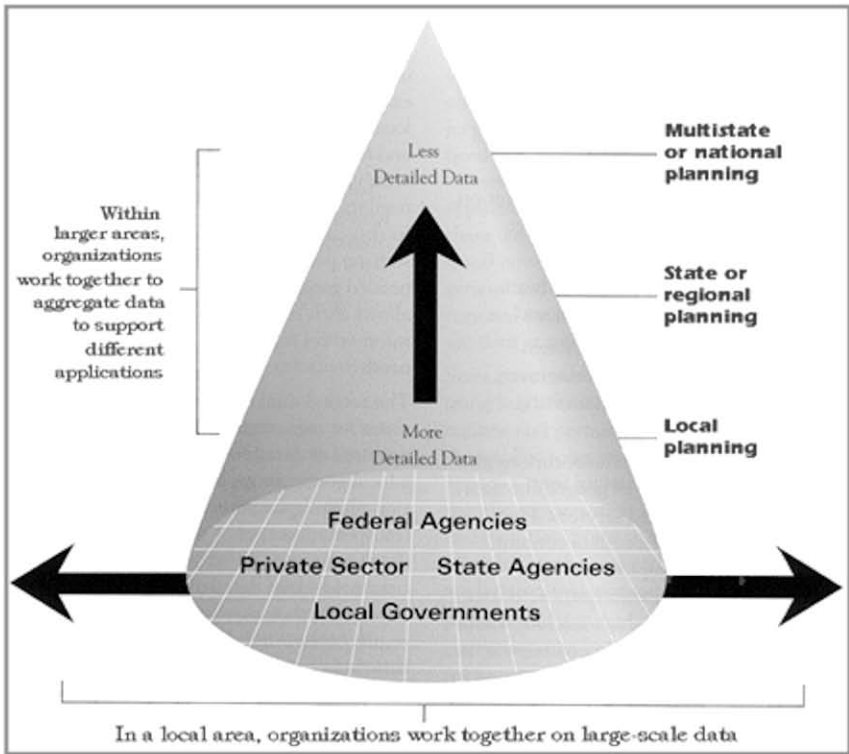 Less
Detailed Data
Multistate
or national
planning
Within
larger areas,
organizations
work together to
aggregate data
to support
different
applications
State or
regional
planning
More
Detailed Data
Local
planning
Federal Agencies
Private Sector State Agencies
Local Governments
In a local area, organizations work together on large-scale data